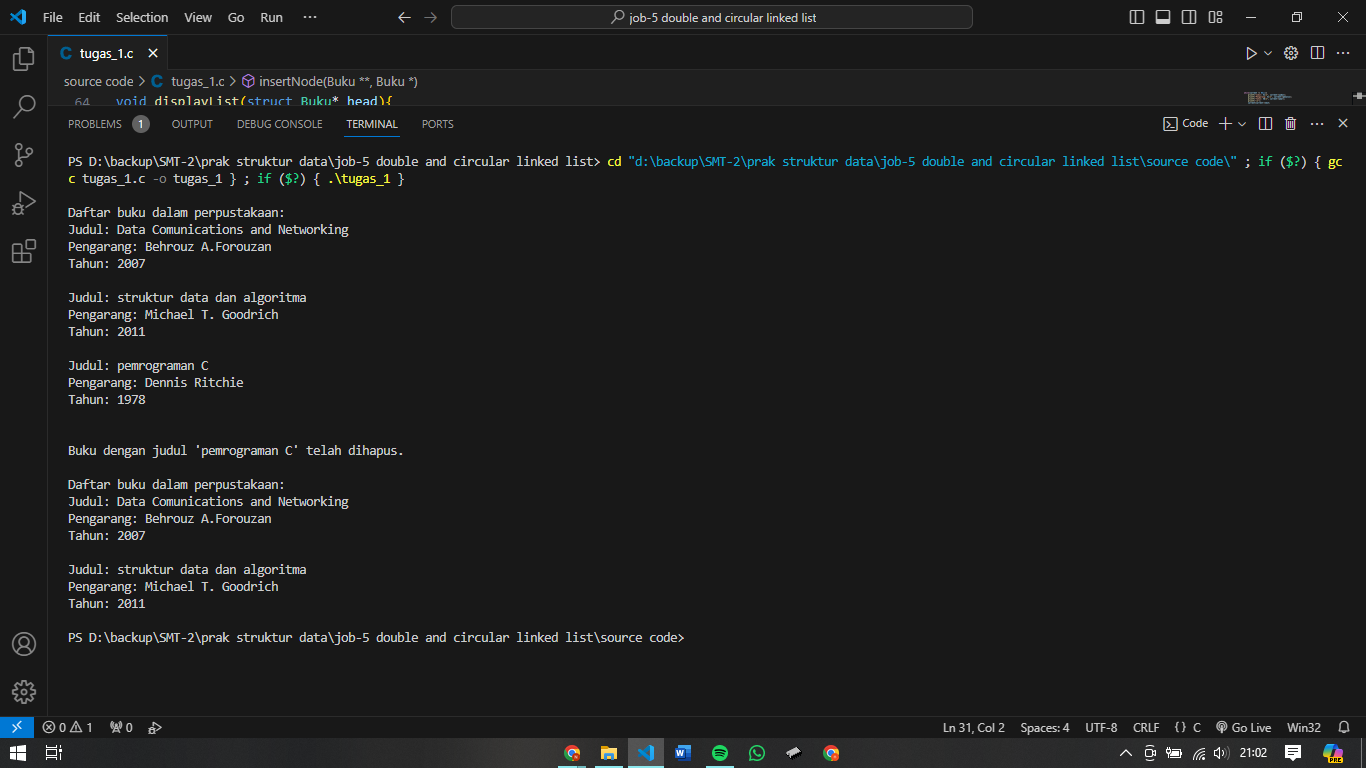 File Edit Selection View Go Run ··· job-5 double and circular linked list
C tugas_1.c
source code > C tugas_1.c > insertNode(Buku **, Buku *)
64 void displayList(struct Buku* head){
PROBLEMS 1 OUTPUT DEBUG CONSOLE TERMINAL PORTS Code
PS D:\backup\SMT-2\prak struktur data\job-5 double and circular linked list> cd "d:\backup\SMT-2\prak struktur data\job-5 double and circular linked list\source code\" ; if ($?) { gc
c tugas_1.c -o tugas_1 } ; if ($?) { .\tugas_1 }
Daftar buku dalam perpustakaan:
Judul: Data Comunications and Networking
Pengarang: Behrouz A.Forouzan
Tahun: 2007
Judul: struktur data dan algoritma
Pengarang: Michael T. Goodrich
Tahun: 2011
Judul: pemrograman C
Pengarang: Dennis Ritchie
Tahun: 1978
Buku dengan judul 'pemrograman C' telah dihapus.
Daftar buku dalam perpustakaan:
Judul: Data Comunications and Networking
Pengarang: Behrouz A.Forouzan
Tahun: 2007
Judul: struktur data dan algoritma
Pengarang: Michael T. Goodrich
Tahun: 2011
PS D:\backup\SMT-2\prak struktur data\job-5 double and circular linked list\source code>
0 1 0 Ln 31, Col 2 Spaces: 4 UTF-8 CRLF {} C Go Live Win32
W 21:02 PRE